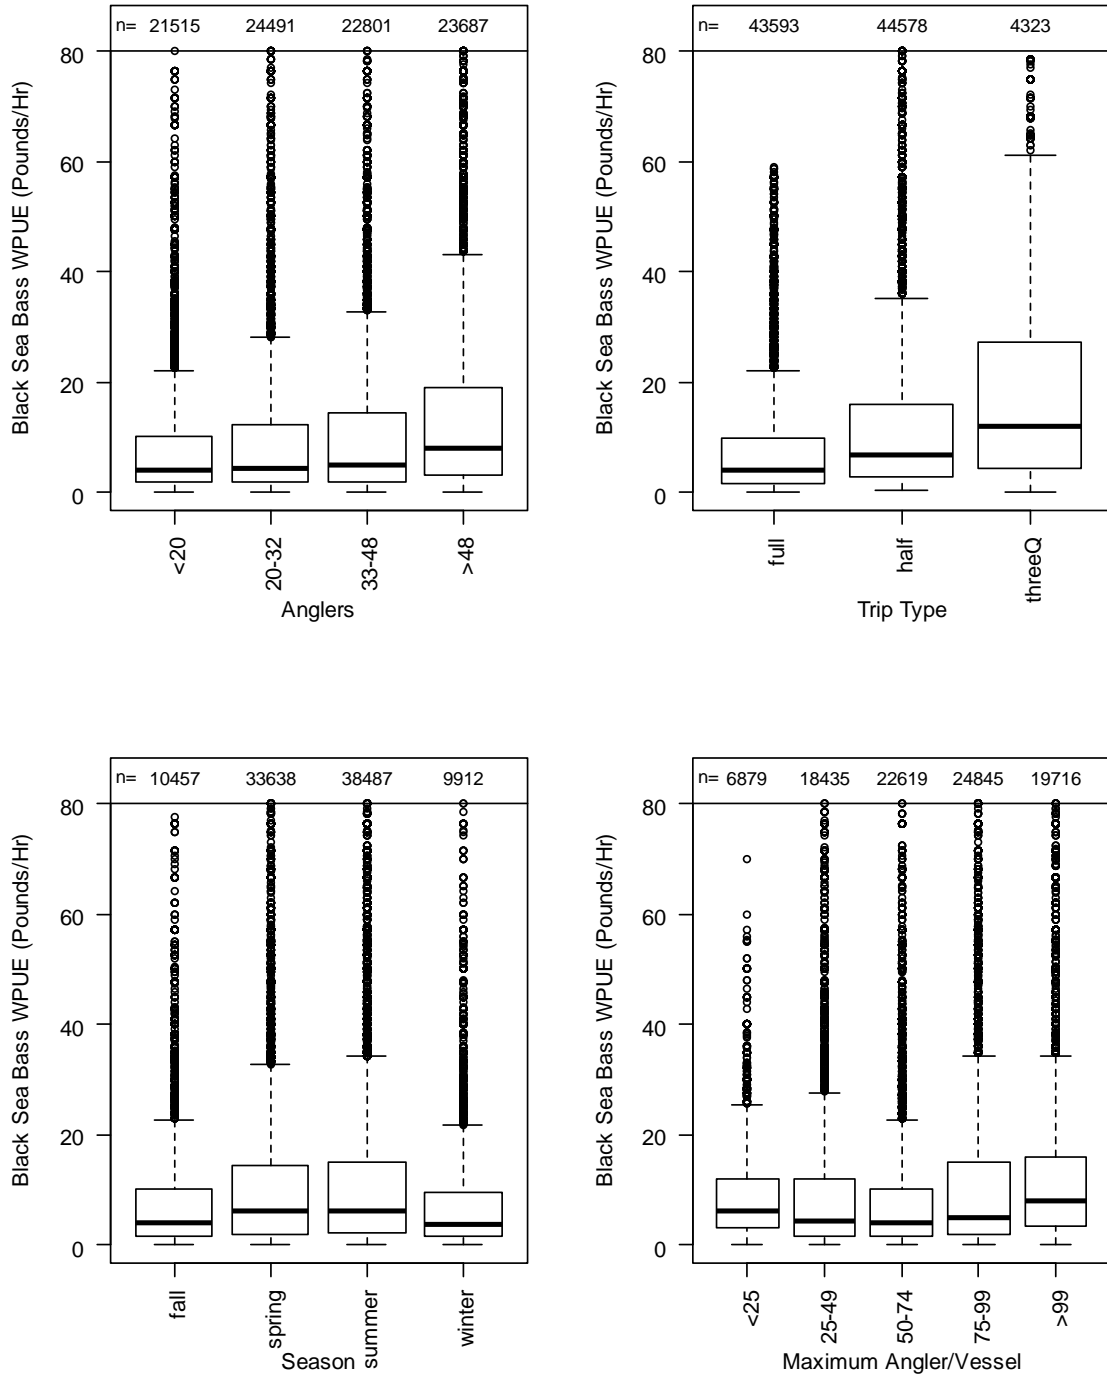 n= 21515 24491 22801 23687
Black Sea Bass WPUE (Pounds/Hr)
80
60
40
20
0
<20
20-32
33-48
>48
Anglers
n= 43593 44578 4323
Black Sea Bass WPUE (Pounds/Hr)
80
60
40
20
0
full
half
threeQ
Trip Type
n= 10457 33638 38487 9912
Black Sea Bass WPUE (Pounds/Hr)
80
60
40
20
0
fall
spring
summer
winter
Season
n= 6879 18435 22619 24845 19716
Black Sea Bass WPUE (Pounds/Hr)
80
60
40
20
0
<25
25-49
50-74
75-99
>99
Maximum Angler/Vessel